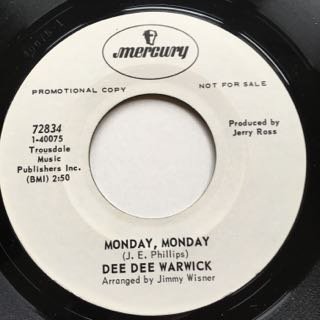 mercury
PROMOTIONAL COPY
NOT FOR SALE
72834
1-40075
Trousdale
Music
Publishers Inc.
(BMI) 2:50
Produced by
Jerry Ross
MONDAY, MONDAY
(J. E. Phillips)
DEE DEE WARWICK
Arranged by Jimmy Wisner